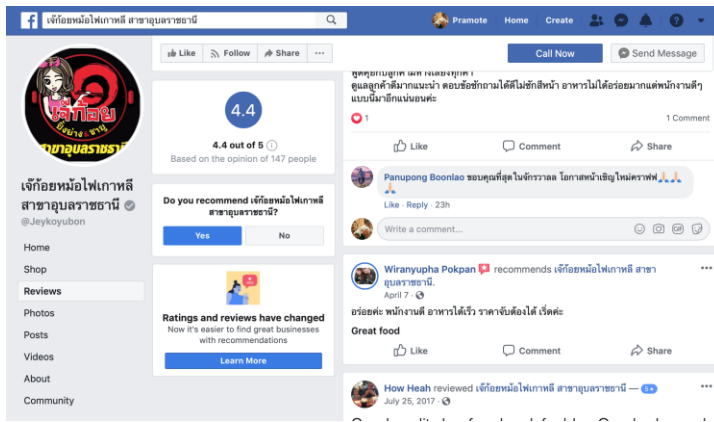 เจ๊ก้อยหม้อไฟเกาหลี สาขาอุบลราชธานี
Pramote Home Create
Like Follow Share ...
Call Now Send Message
เจ๊ก้อย
สาขาอุบลราชธานี
เจ๊ก้อยหม้อไฟเกาหลี
สาขาอุบลราชธานี
@Jeykoyubon
Home
Shop
Reviews
Photos
Posts
Videos
About
Community
4.4
4.4 out of 5
Based on the opinion of 147 people
Do you recommend เจ๊ก้อยหม้อไฟเกาหลี
สาขาอุบลราชธานี?
Yes No
Ratings and reviews have changed
Now it's easier to find great businesses
with recommendations
Learn More
ดูแลลูกค้าดีมากแนะนำ ตอบข้อซักถามได้ดีไม่ชักสีหน้า อาหารไม่ได้อร่อยมากแต่พนักงานดีๆ
แบบนี้มาอีกแน่นอนค่ะ
1 1 Comment
Like Comment Share
Panupong Boonlao ขอบคุณที่สุดในจักรวาลล โอกาสหน้าเชิญใหม่คราฟฟ🙏🙏
🙏
Like · Reply · 23h
Write a comment...
Wiranyupha Pokpan recommends เจ๊ก้อยหม้อไฟเกาหลี สาขา
อุบลราชธานี.
April 7 ·
อร่อยค่ะ พนักงานดี อาหารได้เร็ว ราคาจับต้องได้ เริ่ดค่ะ
Great food
Like Comment Share
How Heah reviewed เจ๊ก้อยหม้อไฟเกาหลี สาขาอุบลราชธานี — 5★
July 25, 2017 ·